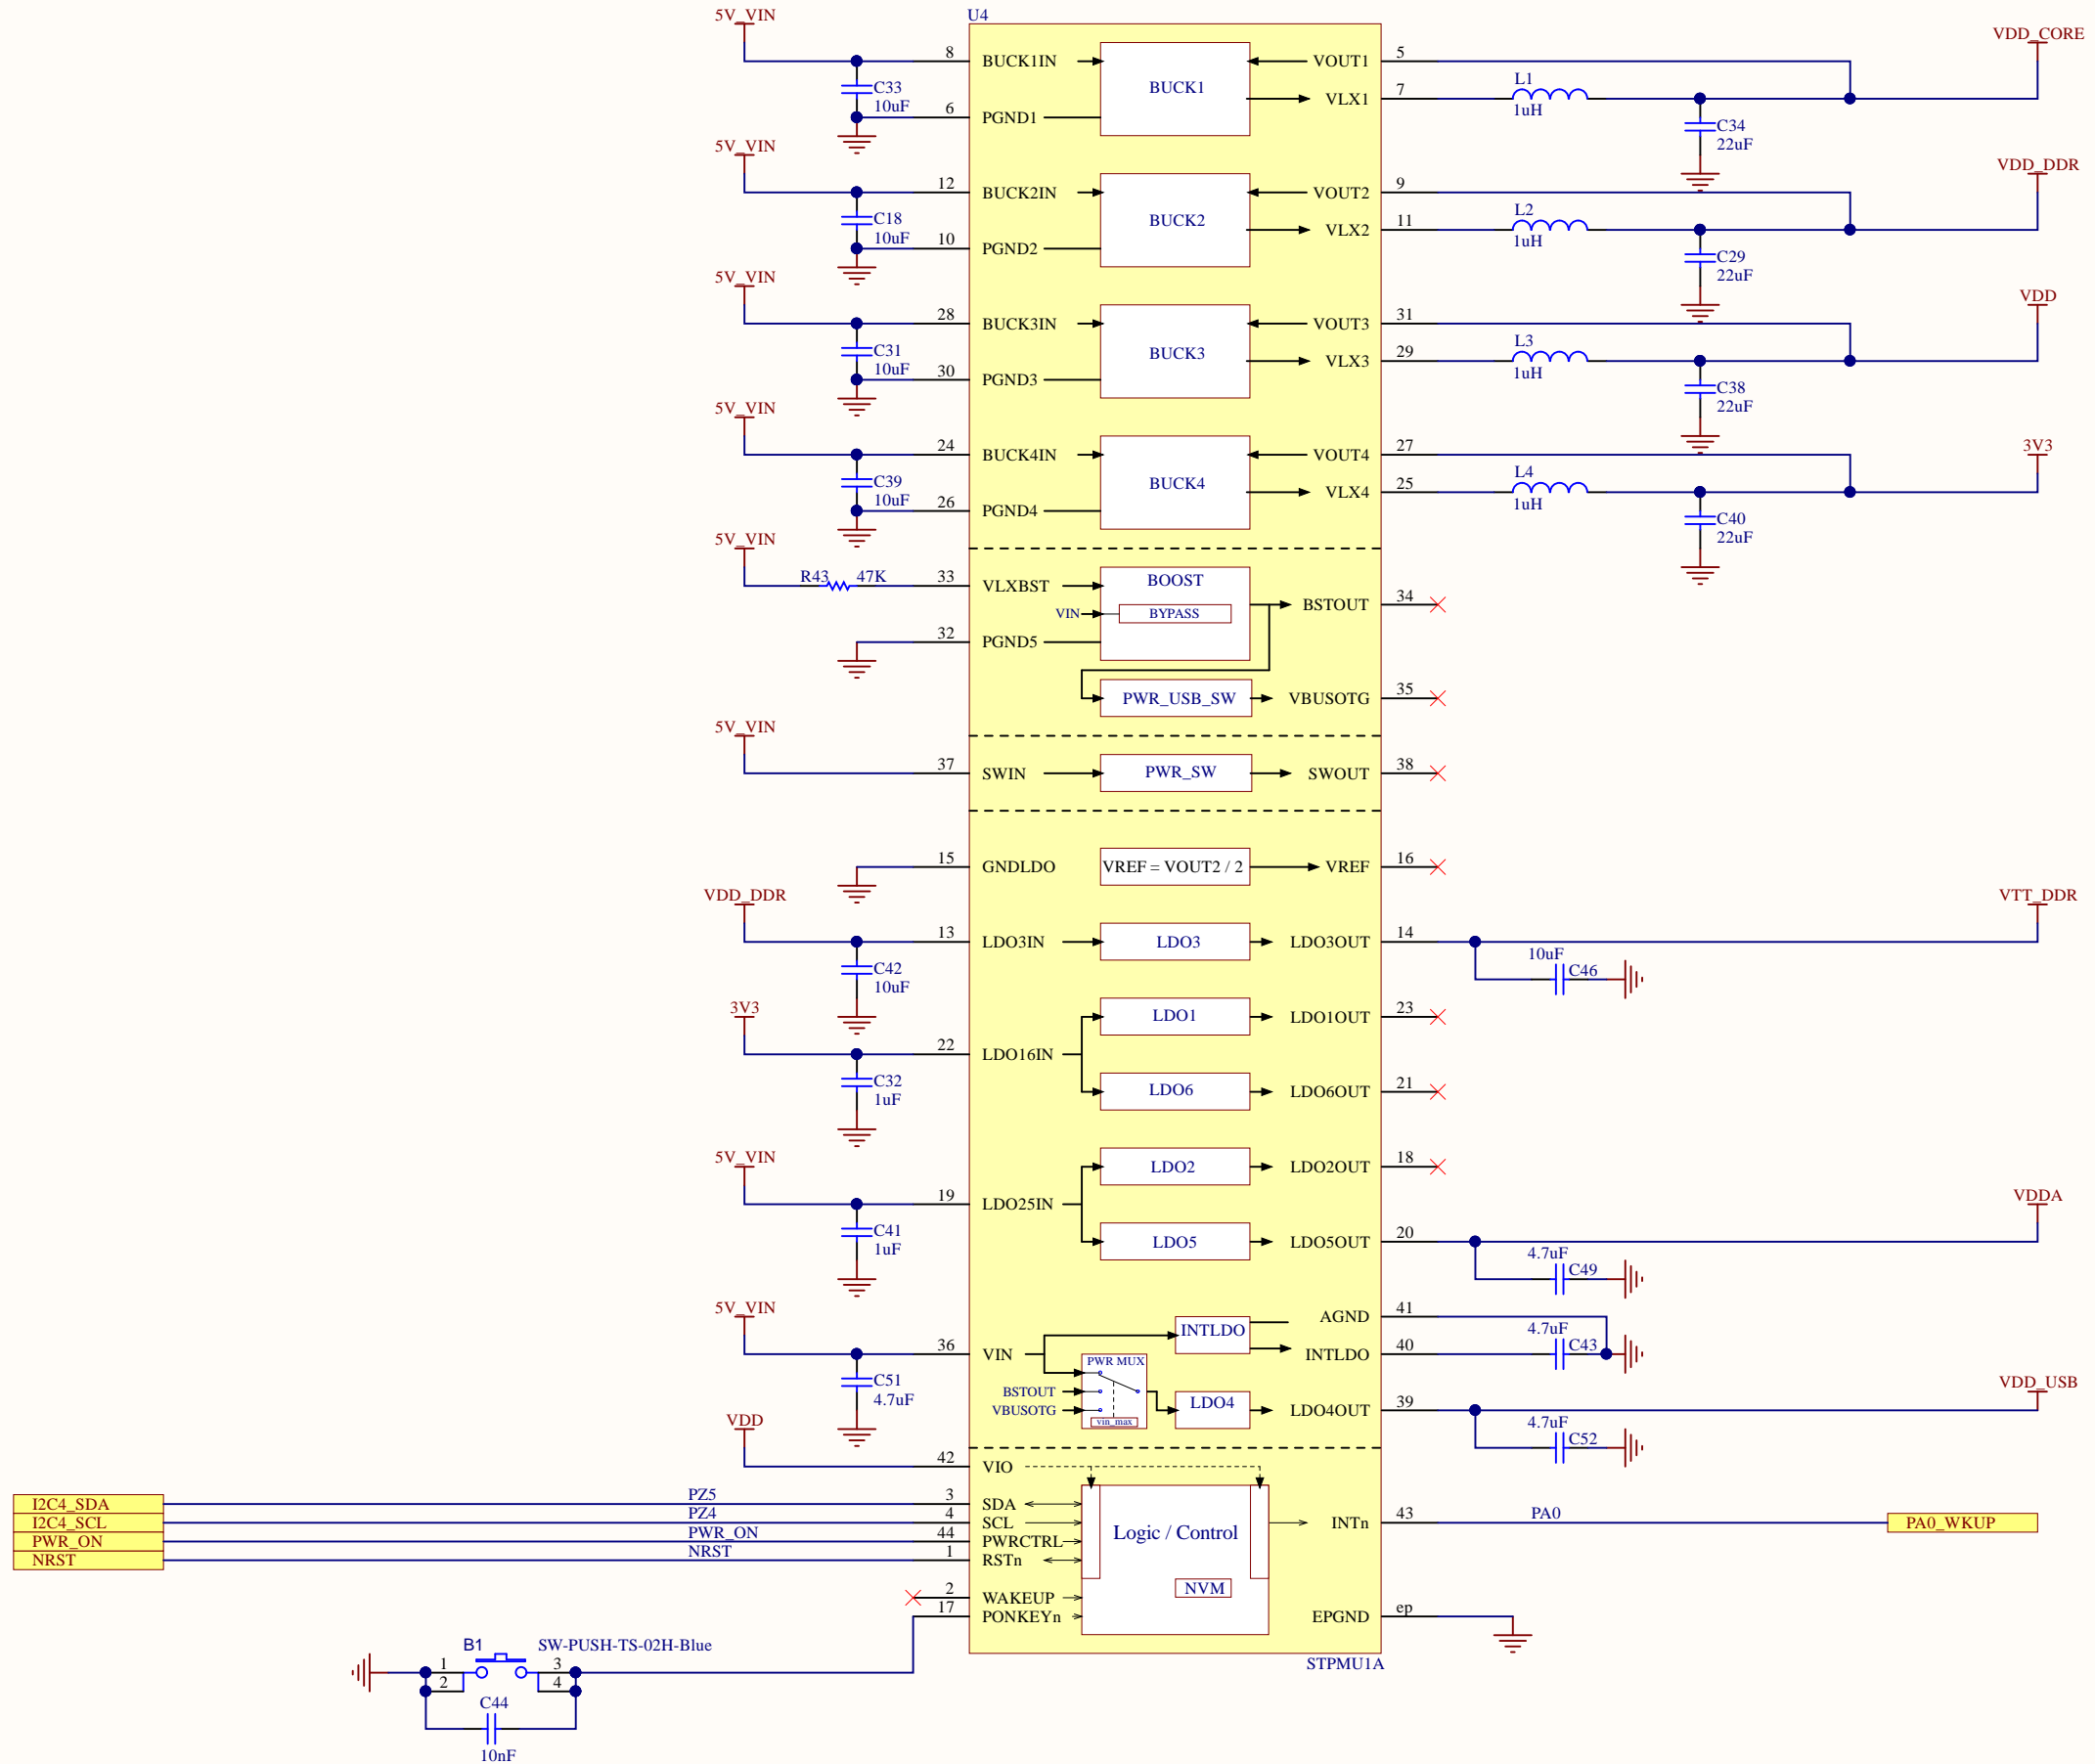 U4
5V_VIN
8 BUCK1IN
C33
10uF
6 PGND1
BUCK1
VOUT1 5
VLX1 7
L1
1uH
C34
22uF
VDD_CORE
5V_VIN
12 BUCK2IN
C18
10uF
10 PGND2
BUCK2
VOUT2 9
VLX2 11
L2
1uH
C29
22uF
VDD_DDR
5V_VIN
28 BUCK3IN
C31
10uF
30 PGND3
BUCK3
VOUT3 31
VLX3 29
L3
1uH
C38
22uF
VDD
5V_VIN
24 BUCK4IN
C39
10uF
26 PGND4
BUCK4
VOUT4 27
VLX4 25
L4
1uH
C40
22uF
3V3
5V_VIN
R43 47K
33 VLXBST
BOOST
VIN
BYPASS
BSTOUT 34
32 PGND5
PWR_USB_SW
VBUSOTG 35
5V_VIN
37 SWIN
PWR_SW
SWOUT 38
15 GNDLDO
VREF = VOUT2 / 2
VREF 16
VDD_DDR
13 LDO3IN
C42
10uF
LDO3
LDO3OUT 14
10uF
C46
VTT_DDR
3V3
22 LDO16IN
C32
1uF
LDO1
LDO1OUT 23
LDO6
LDO6OUT 21
5V_VIN
19 LDO25IN
C41
1uF
LDO2
LDO2OUT 18
LDO5
LDO5OUT 20
4.7uF
C49
VDDA
5V_VIN
36 VIN
C51
4.7uF
INTLDO
AGND 41
INTLDO 40
4.7uF
C43
PWR MUX
BSTOUT
VBUSOTG
vin_max
LDO4
LDO4OUT 39
4.7uF
C52
VDD_USB
VDD
42 VIO
I2C4_SDA PZ5 3 SDA
I2C4_SCL PZ4 4 SCL
PWR_ON PWR_ON 44 PWRCTRL
NRST NRST 1 RSTn
2 WAKEUP
17 PONKEYn
Logic / Control
NVM
INTn 43 PA0 PA0_WKUP
EPGND ep
STPMU1A
B1 SW-PUSH-TS-02H-Blue
1 3
2 4
C44
10nF